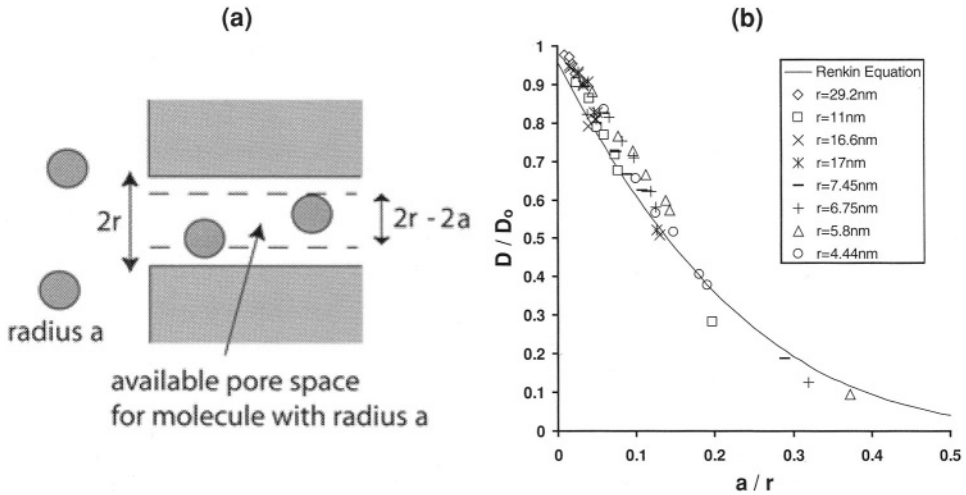 (a)
2r
2r - 2a
radius a
available pore space
for molecule with radius a
(b)
D / Do
1
0.9
0.8
0.7
0.6
0.5
0.4
0.3
0.2
0.1
0
0
0.1
0.2
0.3
0.4
0.5
a / r
Renkin Equation
r=29.2nm
r=11nm
r=16.6nm
r=17nm
r=7.45nm
r=6.75nm
r=5.8nm
r=4.44nm